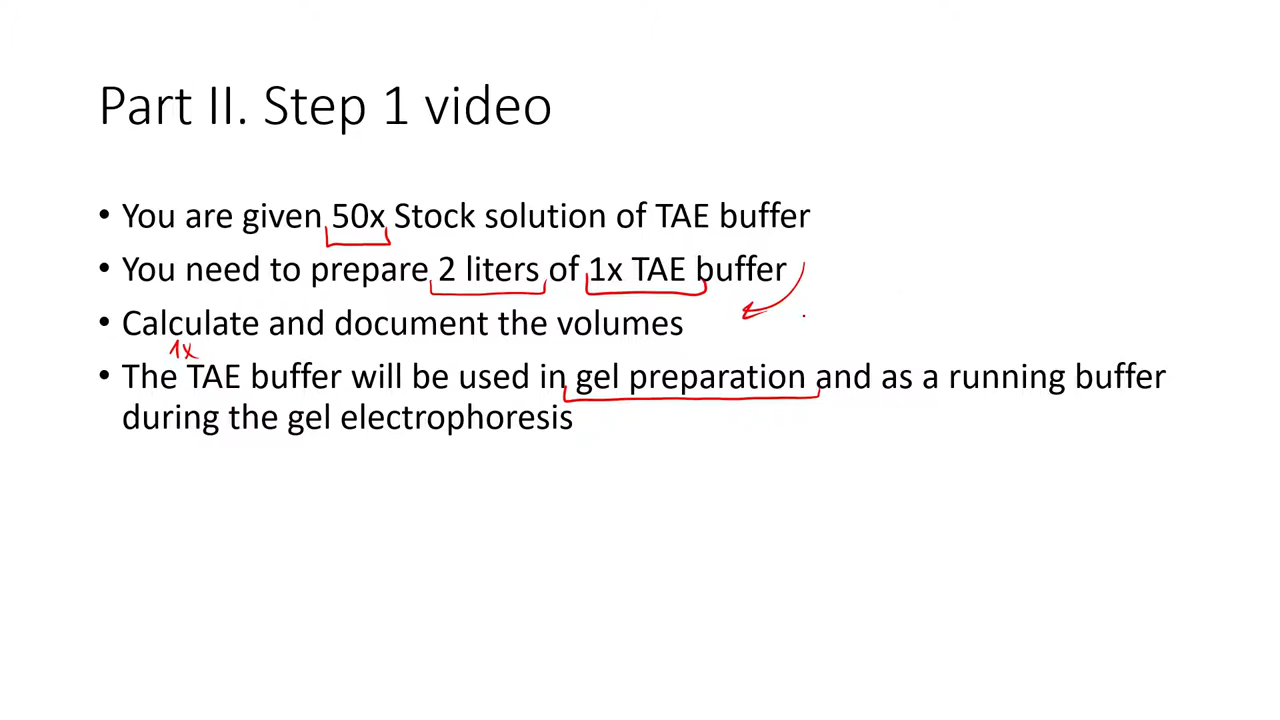 Part II. Step 1 video
• You are given 50x Stock solution of TAE buffer
• You need to prepare 2 liters of 1x TAE buffer
• Calculate and document the volumes
1x
• The TAE buffer will be used in gel preparation and as a running buffer
during the gel electrophoresis